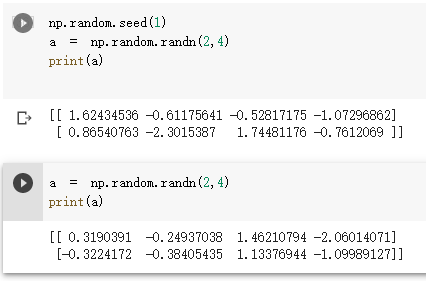 np.random.seed(1)
a = np.random.randn(2,4)
print(a)
[[ 1.62434536 -0.61175641 -0.52817175 -1.07296862]
[ 0.86540763 -2.3015387 1.74481176 -0.7612069 ]]
a = np.random.randn(2,4)
print(a)
[[ 0.3190391 -0.24937038 1.46210794 -2.06014071]
[-0.3224172 -0.38405435 1.13376944 -1.09989127]]